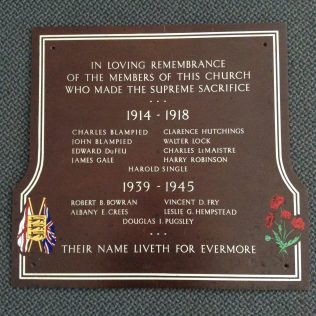 IN LOVING REMEMBRANCE
OF THE MEMBERS OF THIS CHURCH
WHO MADE THE SUPREME SACRIFICE
...
1914 - 1918
CHARLES BLAMPIED CLARENCE HUTCHINGS
JOHN BLAMPIED WALTER LOCK
EDWARD DUFEU CHARLES LEMAISTRE
JAMES GALE HARRY ROBINSON
HAROLD SINGLE
1939 - 1945
ROBERT B. BOWRAN VINCENT D. FRY
ALBANY E. CREES LESLIE G. HEMPSTEAD
DOUGLAS J. PUGSLEY
...
THEIR NAME LIVETH FOR EVERMORE